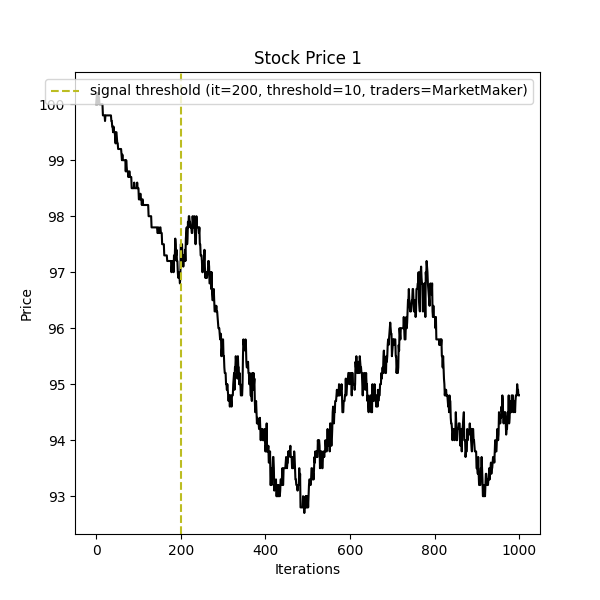 Stock Price 1
signal threshold (it=200, threshold=10, traders=MarketMaker)
100
99
98
97
96
95
94
93
Price
0 200 400 600 800 1000
Iterations